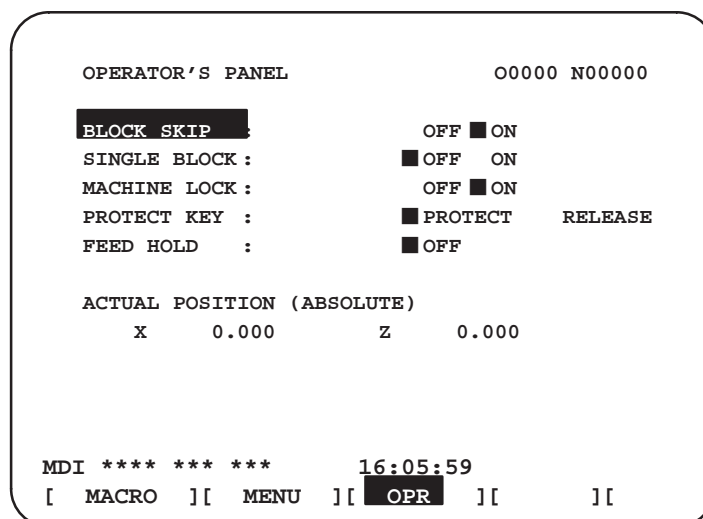 OPERATOR'S PANEL O0000 N00000
BLOCK SKIP : OFF ■ ON
SINGLE BLOCK : ■ OFF ON
MACHINE LOCK : OFF ■ ON
PROTECT KEY : ■ PROTECT RELEASE
FEED HOLD : ■ OFF
ACTUAL POSITION (ABSOLUTE)
X 0.000 Z 0.000
MDI **** *** *** 16:05:59
[ MACRO ][ MENU ][ OPR ][ ][